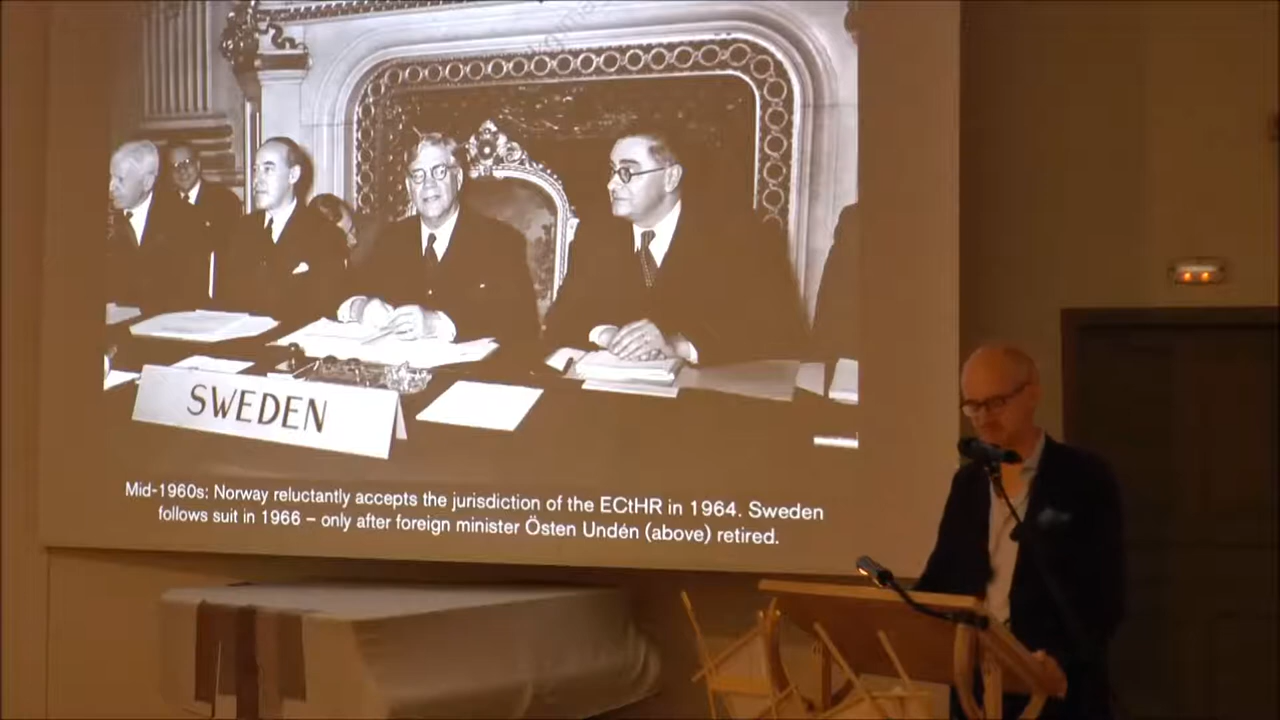 SWEDEN
Mid-1960s: Norway reluctantly accepts the jurisdiction of the ECtHR in 1964. Sweden
follows suit in 1966 – only after foreign minister Östen Undén (above) retired.